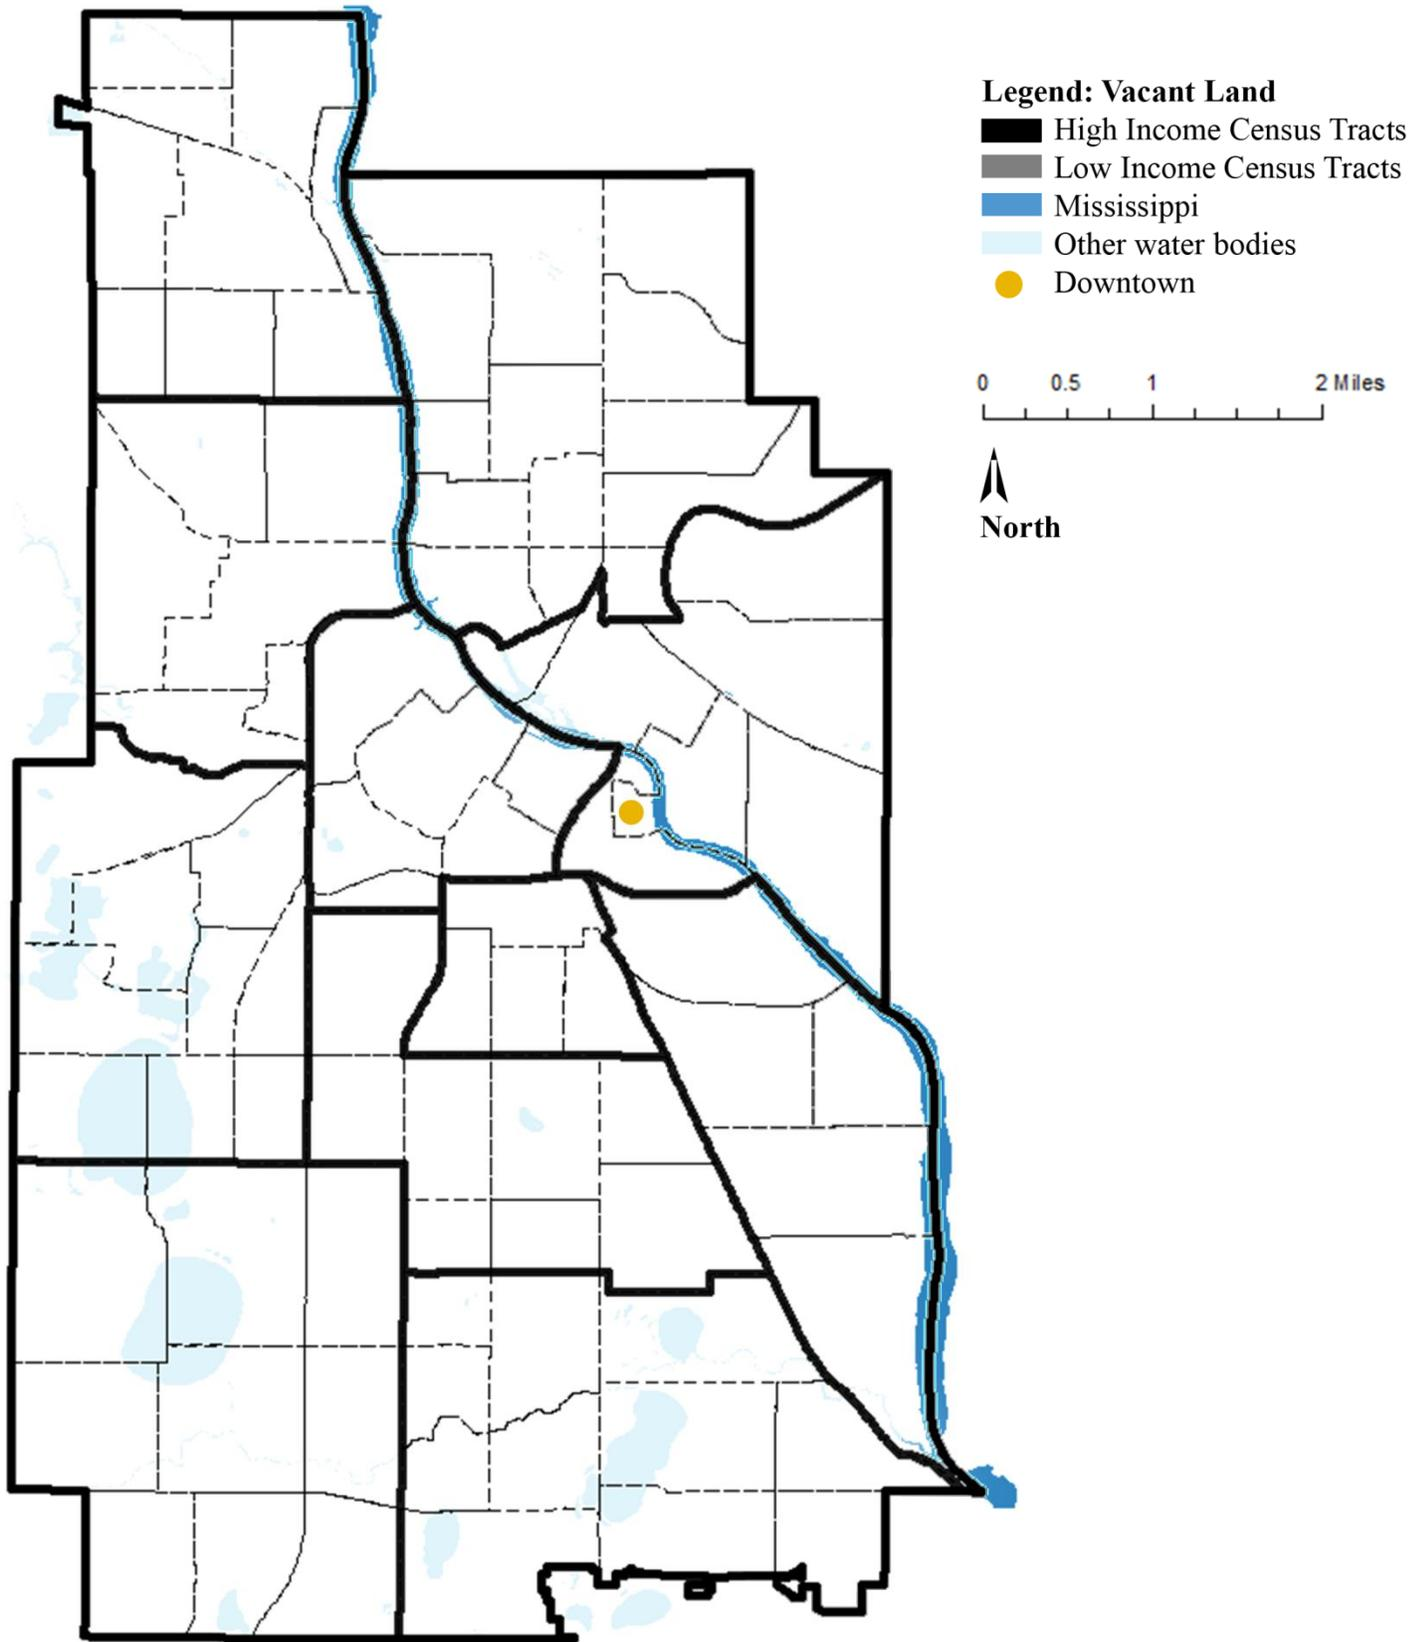 Legend: Vacant Land
High Income Census Tracts
Low Income Census Tracts
Mississippi
Other water bodies
Downtown
0 0.5 1 2 Miles
North